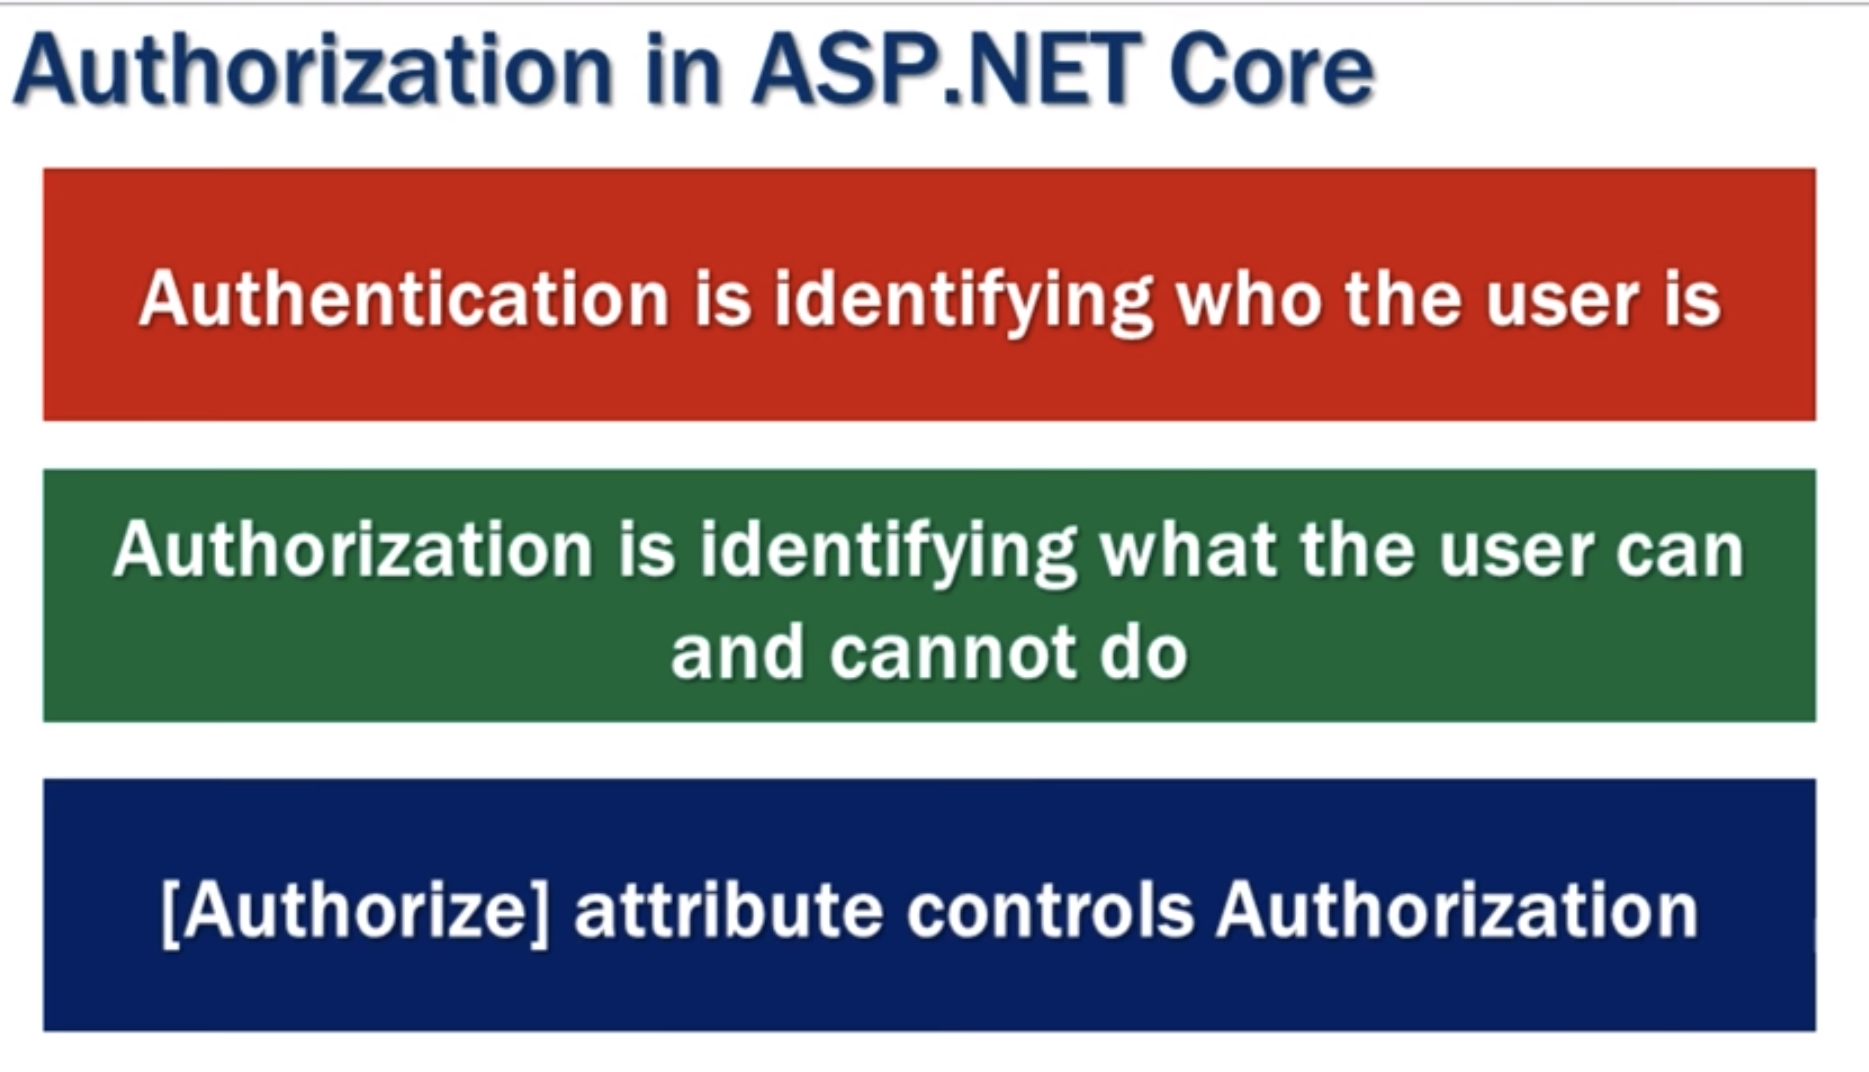 Authorization in ASP.NET Core
Authentication is identifying who the user is
Authorization is identifying what the user can
and cannot do
[Authorize] attribute controls Authorization